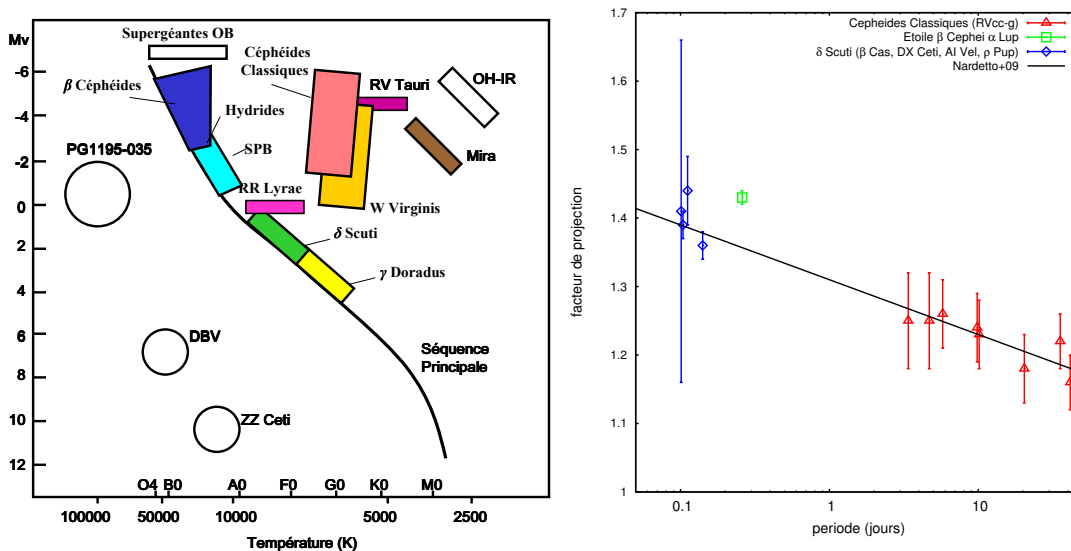 Mv
-6
-4
-2
0
2
4
6
8
10
12
Supergéantes OB
β Céphéides
Hydrides
SPB
PG1195-035
Céphéides
Classiques
RV Tauri
OH-IR
Mira
RR Lyrae
W Virginis
δ Scuti
γ Doradus
DBV
ZZ Ceti
Séquence
Principale
O4 B0 A0 F0 G0 K0 M0
100000 50000 10000 5000 2500
Température (K)
Cepheides Classiques (RVcc-g)
Etoile β Cephei α Lup
δ Scuti (β Cas, DX Ceti, AI Vel, ρ Pup)
Nardetto+09
facteur de projection
1.7
1.6
1.5
1.4
1.3
1.2
1.1
1
0.1 1 10
periode (jours)